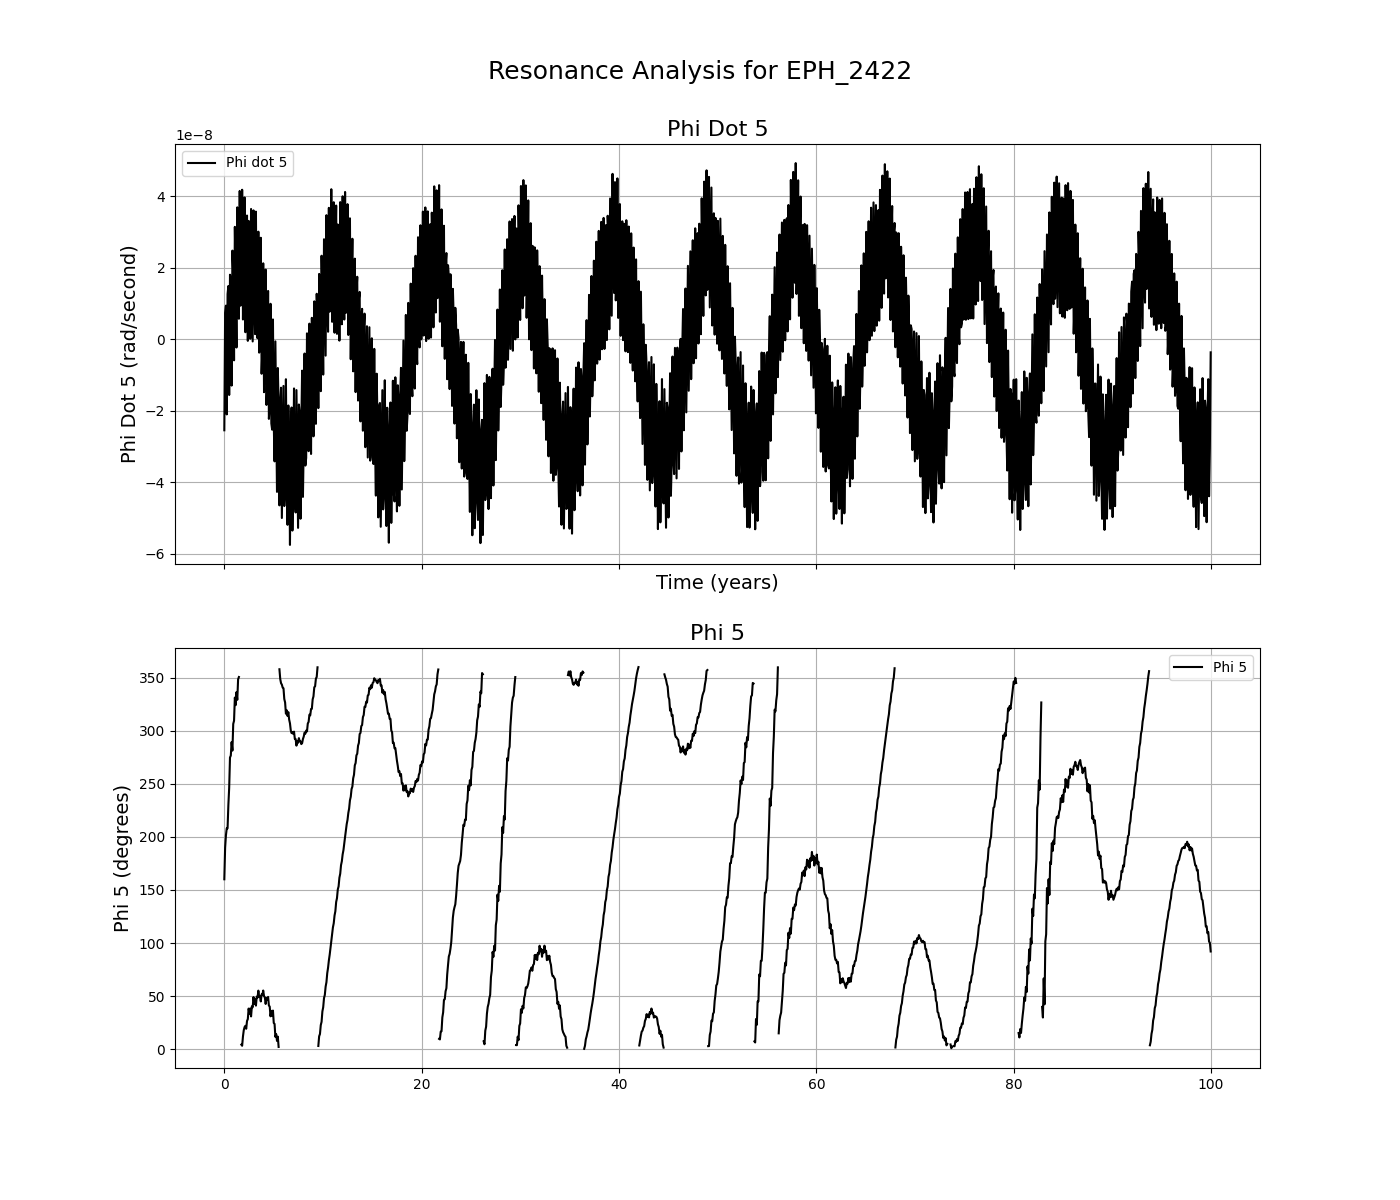 Resonance Analysis for EPH_2422
Phi Dot 5
1e−8
Phi dot 5
4
2
0
−2
−4
−6
Phi Dot 5 (rad/second)
Time (years)
Phi 5
Phi 5
350
300
250
200
150
100
50
0
Phi 5 (degrees)
0 20 40 60 80 100